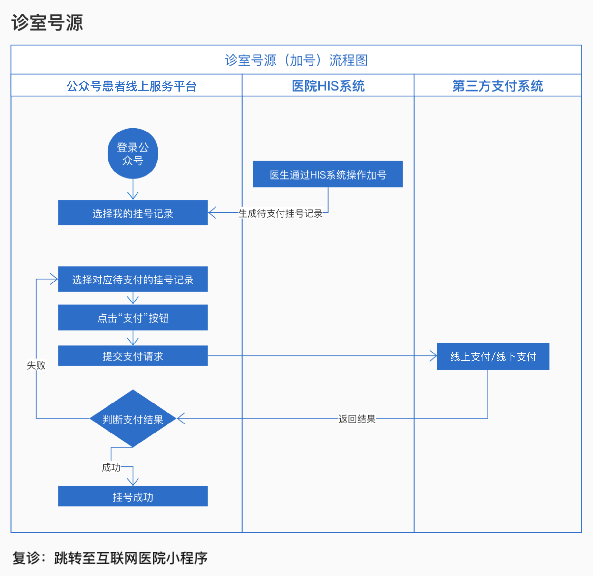 诊室号源
诊室号源（加号）流程图
公众号患者线上服务平台
医院HIS系统
第三方支付系统
登录公
众号
医生通过HIS系统操作加号
选择我的挂号记录
生成待支付挂号记录
选择对应待支付的挂号记录
点击“支付”按钮
提交支付请求
线上支付/线下支付
失败
判断支付结果
返回结果
成功
挂号成功
复诊：跳转至互联网医院小程序